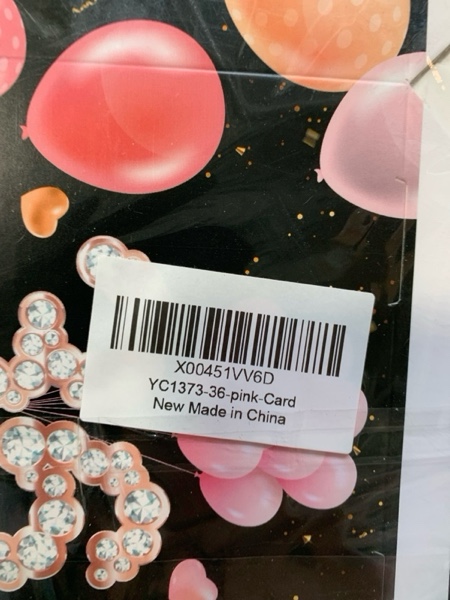 X00451VV6D
YC1373-36-pink-Card
New Made in China